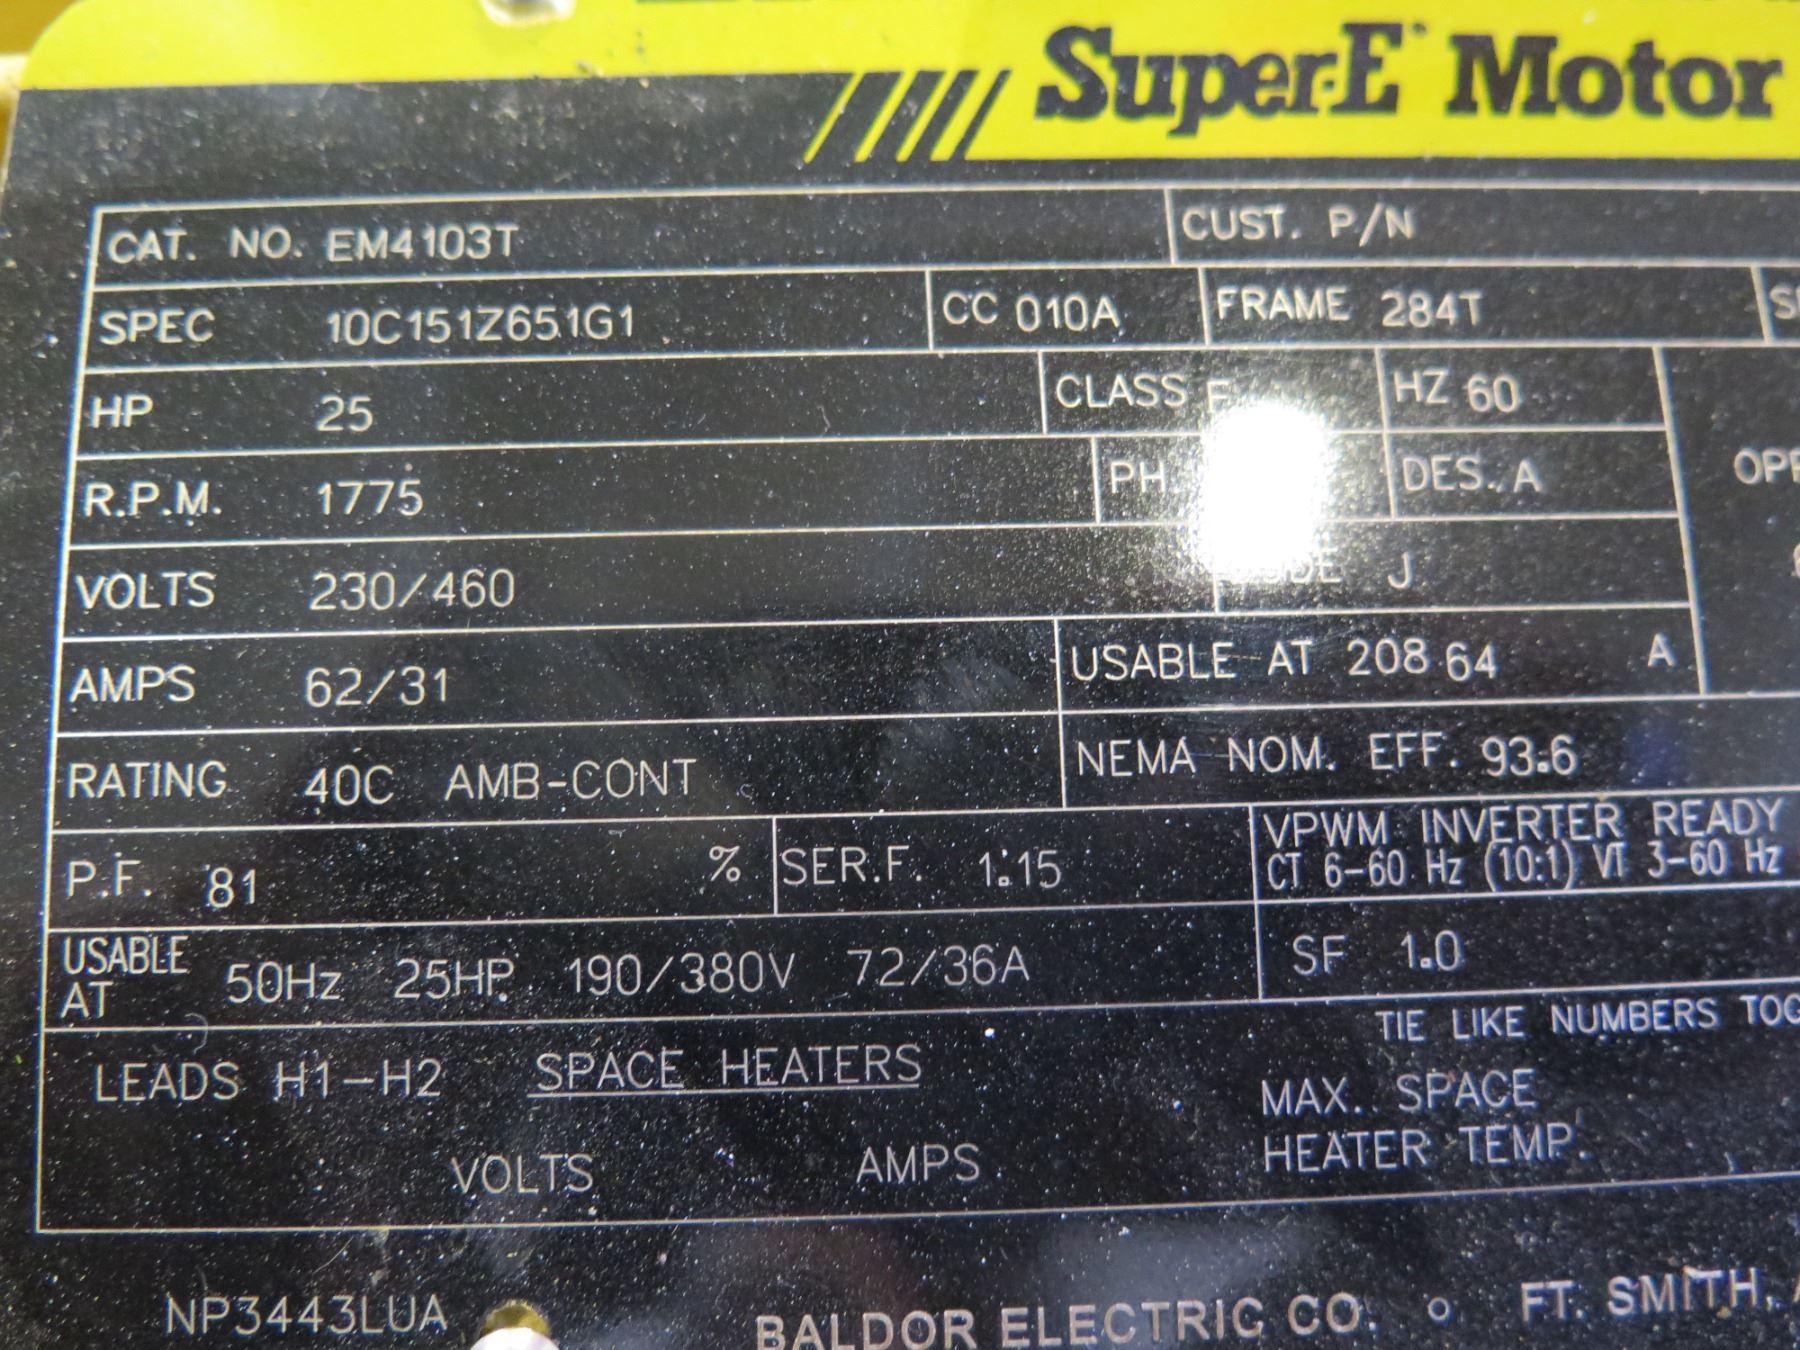 Super-E Motor
CAT. NO. EM4103T CUST. P/N
SPEC 10C151Z651G1 CC 010A FRAME 284T
HP 25 CLASS F HZ 60
R.P.M. 1775 PH DES. A
VOLTS 230/460 J
AMPS 62/31 USABLE AT 208 64 A
RATING 40C AMB-CONT NEMA NOM. EFF. 93.6
P.F. 81 % SER.F. 1.15 VPWM INVERTER READY
CT 6-60 Hz (10:1) VT 3-60 Hz
USABLE AT 50Hz 25HP 190/380V 72/36A SF 1.0
TIE LIKE NUMBERS
LEADS H1-H2 SPACE HEATERS MAX. SPACE
HEATER TEMP.
VOLTS AMPS
NP3443LUA BALDOR ELECTRIC CO. FT. SMITH,